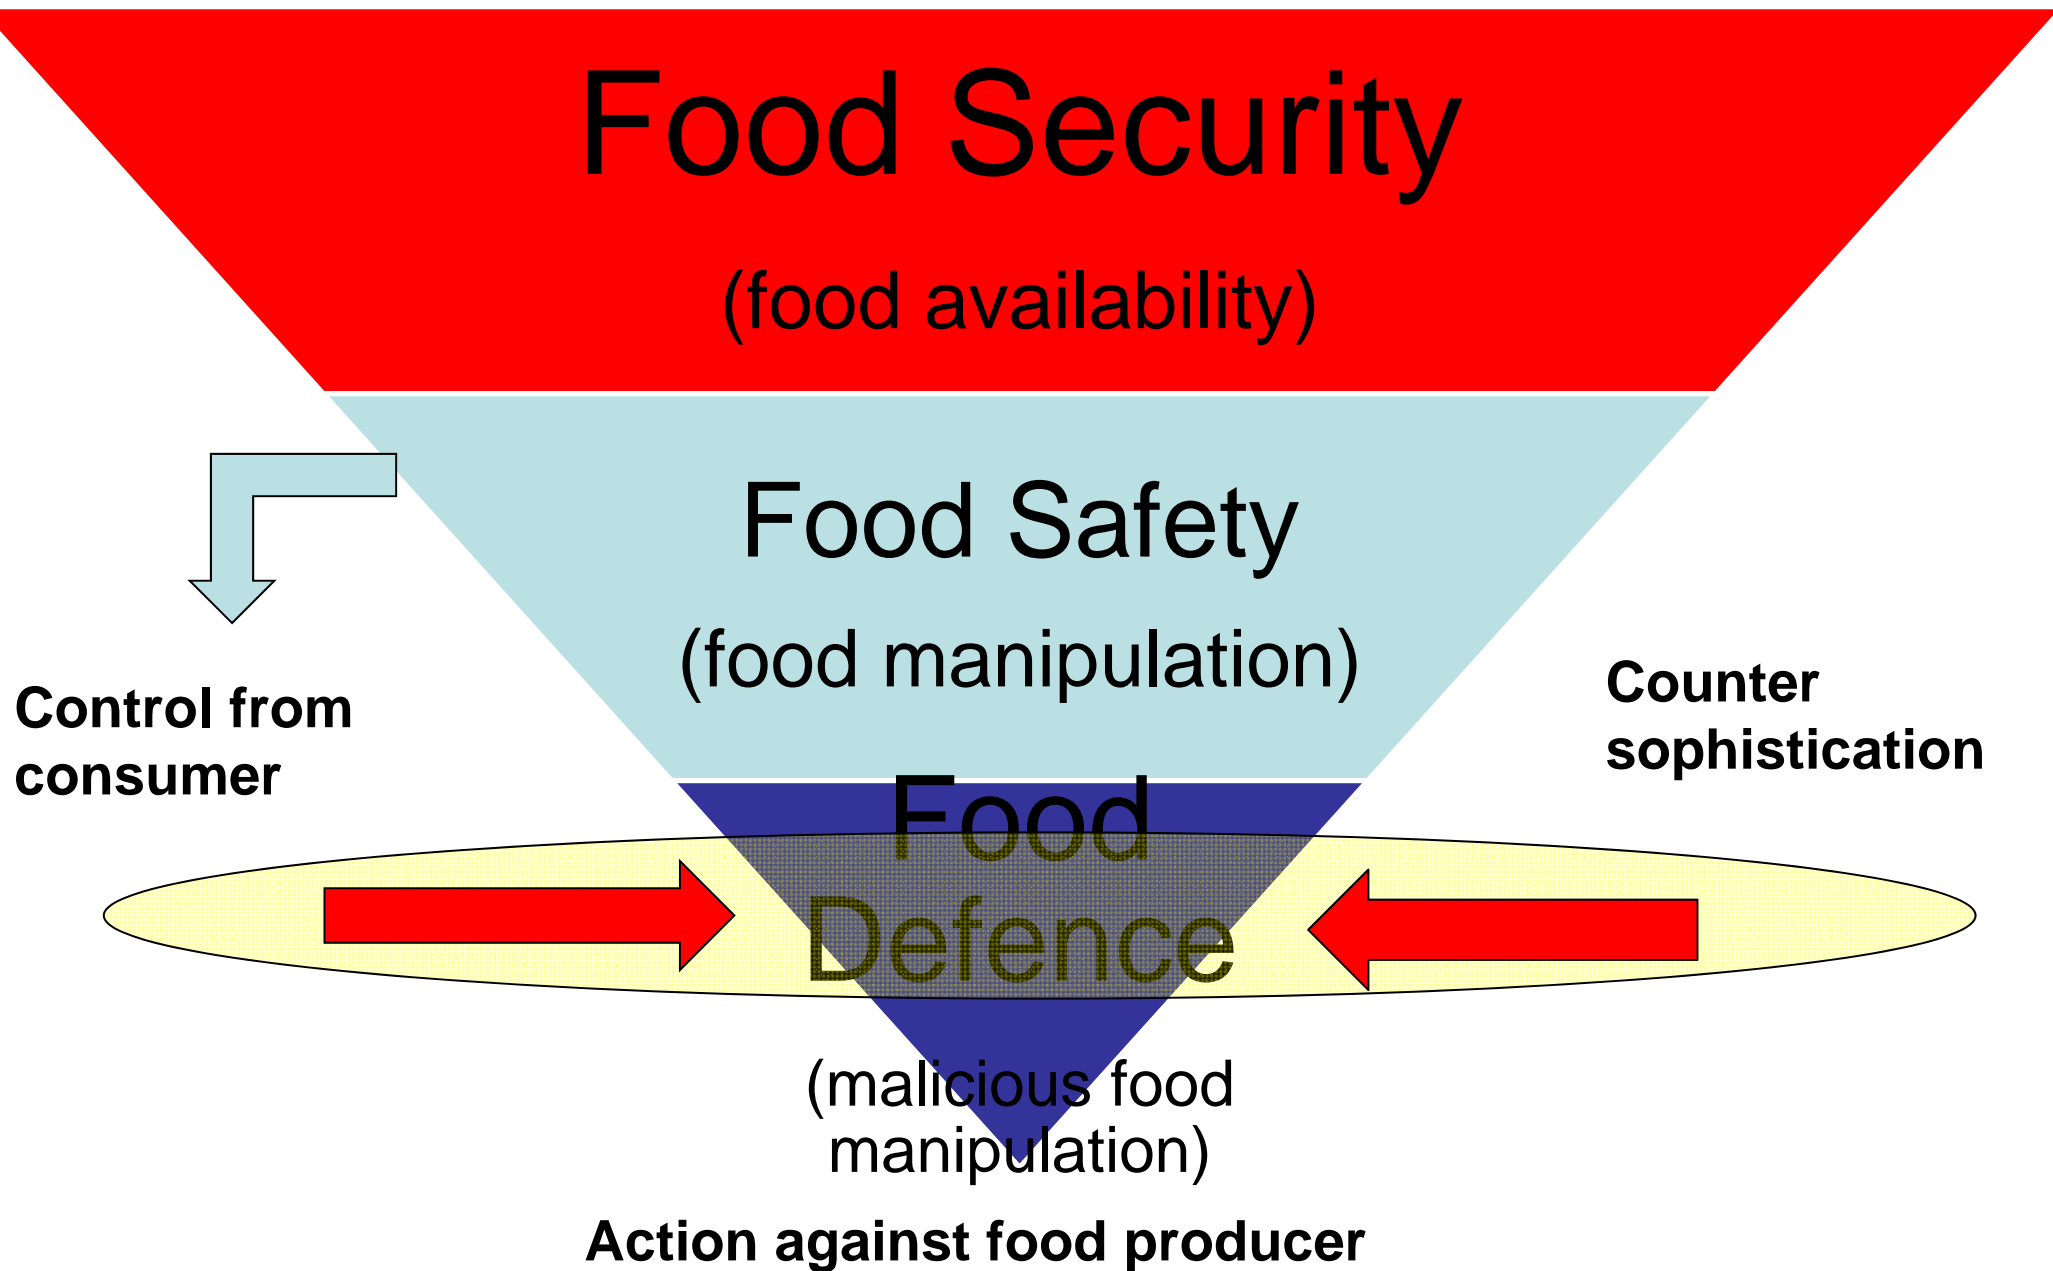 Food Security
(food availability)
Food Safety
(food manipulation)
Control from
consumer
Counter
sophistication
Food
Defence
(malicious food
manipulation)
Action against food producer